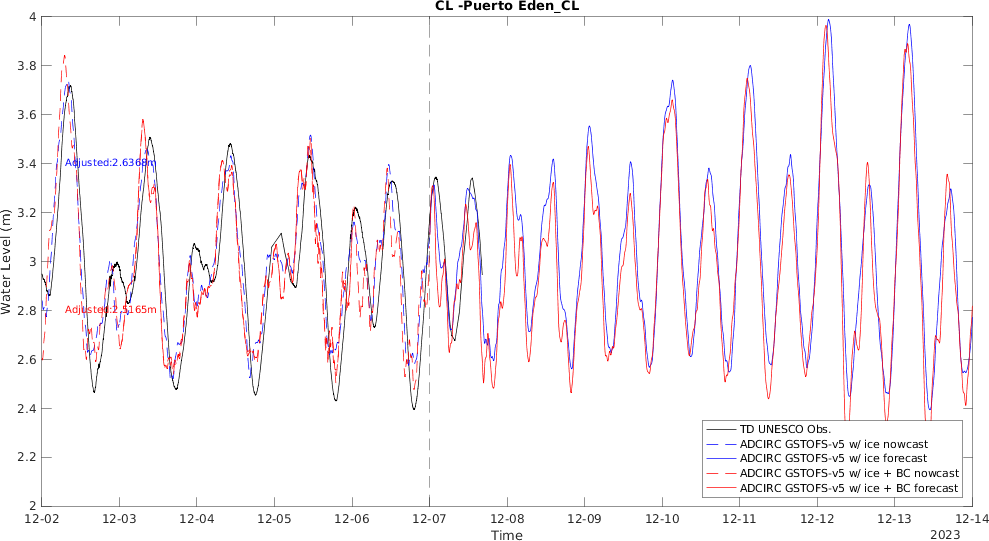 CL -Puerto Eden_CL
4
3.8
3.6
3.4
3.2
3
2.8
2.6
2.4
2.2
2
Water Level (m)
Adjusted:2.6368m
Adjusted:2.5165m
TD UNESCO Obs.
ADCIRC GSTOFS-v5 w/ ice nowcast
ADCIRC GSTOFS-v5 w/ ice forecast
ADCIRC GSTOFS-v5 w/ ice + BC nowcast
ADCIRC GSTOFS-v5 w/ ice + BC forecast
12-02 12-03 12-04 12-05 12-06 12-07 12-08 12-09 12-10 12-11 12-12 12-13 12-14
Time
2023